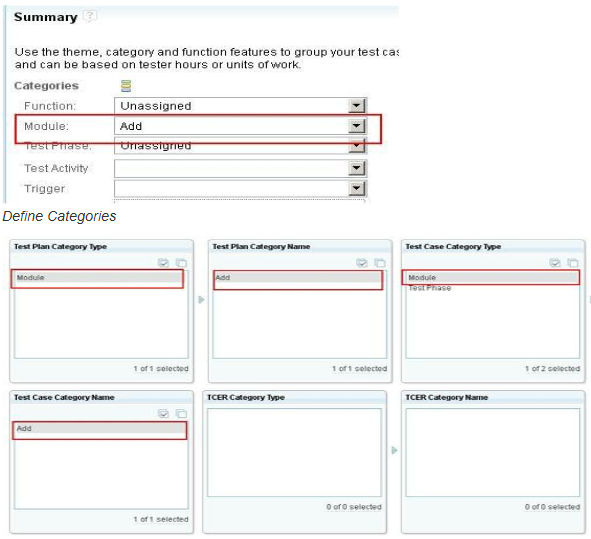 Summary ?
Use the theme, category and function features to group your test cas
and can be based on tester hours or units of work.
Categories
Function: Unassigned
Module: Add
Test Phase: Unassigned
Test Activity
Trigger
Define Categories
Test Plan Category Type
Module
1 of 1 selected
Test Plan Category Name
Add
1 of 1 selected
Test Case Category Type
Module
Test Phase
1 of 2 selected
Test Case Category Name
Add
1 of 1 selected
TCER Category Type
0 of 0 selected
TCER Category Name
0 of 0 selected